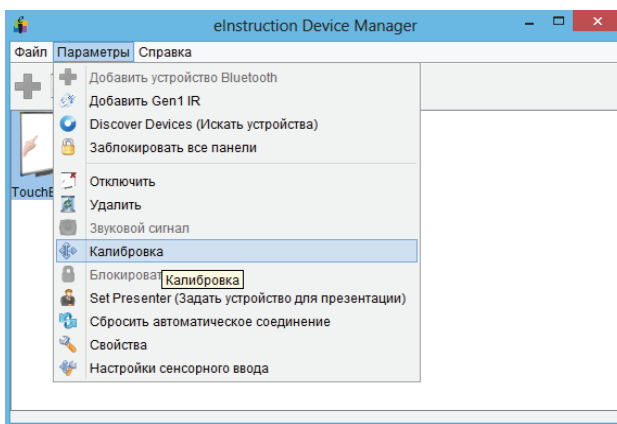 eInstruction Device Manager
Файл Параметры Справка
Добавить устройство Bluetooth
Добавить Gen1 IR
Discover Devices (Искать устройства)
Заблокировать все панели
TouchB
Отключить
Удалить
Звуковой сигнал
Калибровка
Блокироват
Калибровка
Set Presenter (Задать устройство для презентации)
Сбросить автоматическое соединение
Свойства
Настройки сенсорного ввода